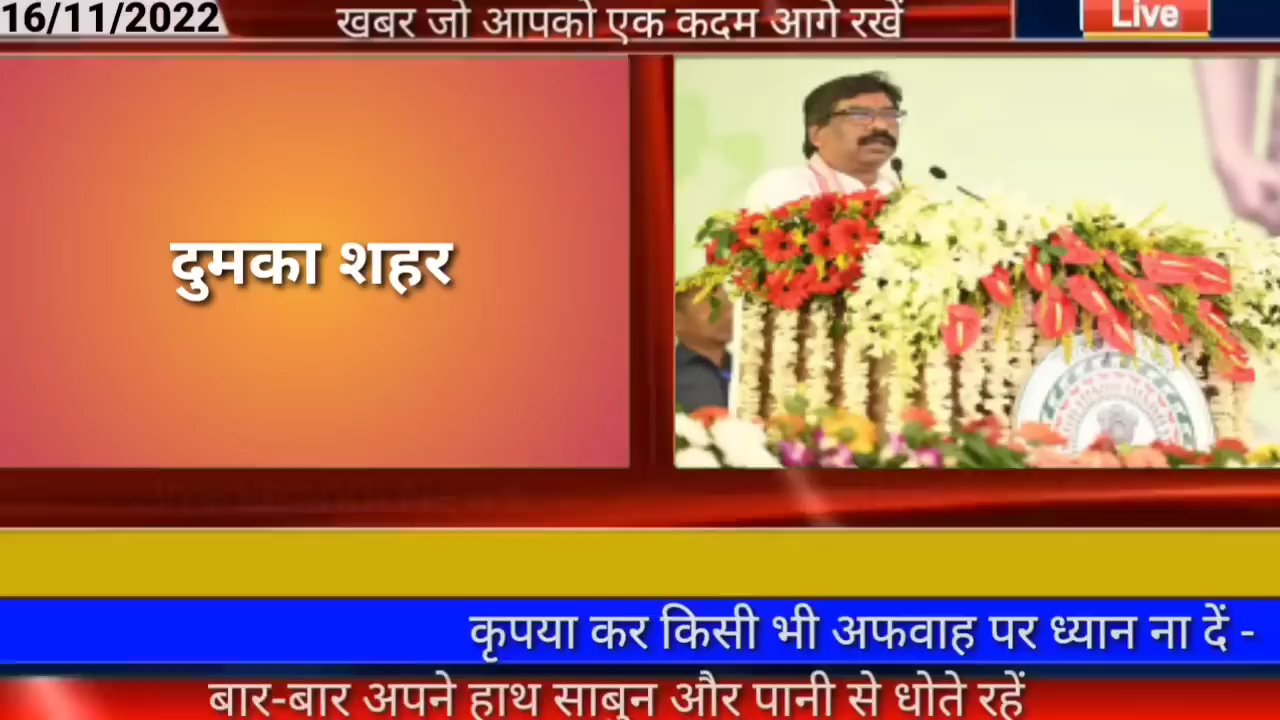 16/11/2022
खबर जो आपको एक कदम आगे रखें
Live
दुमका शहर
कृपया कर किसी भी अफवाह पर ध्यान ना दें -
बार-बार अपने हाथ साबुन और पानी से धोते रहें